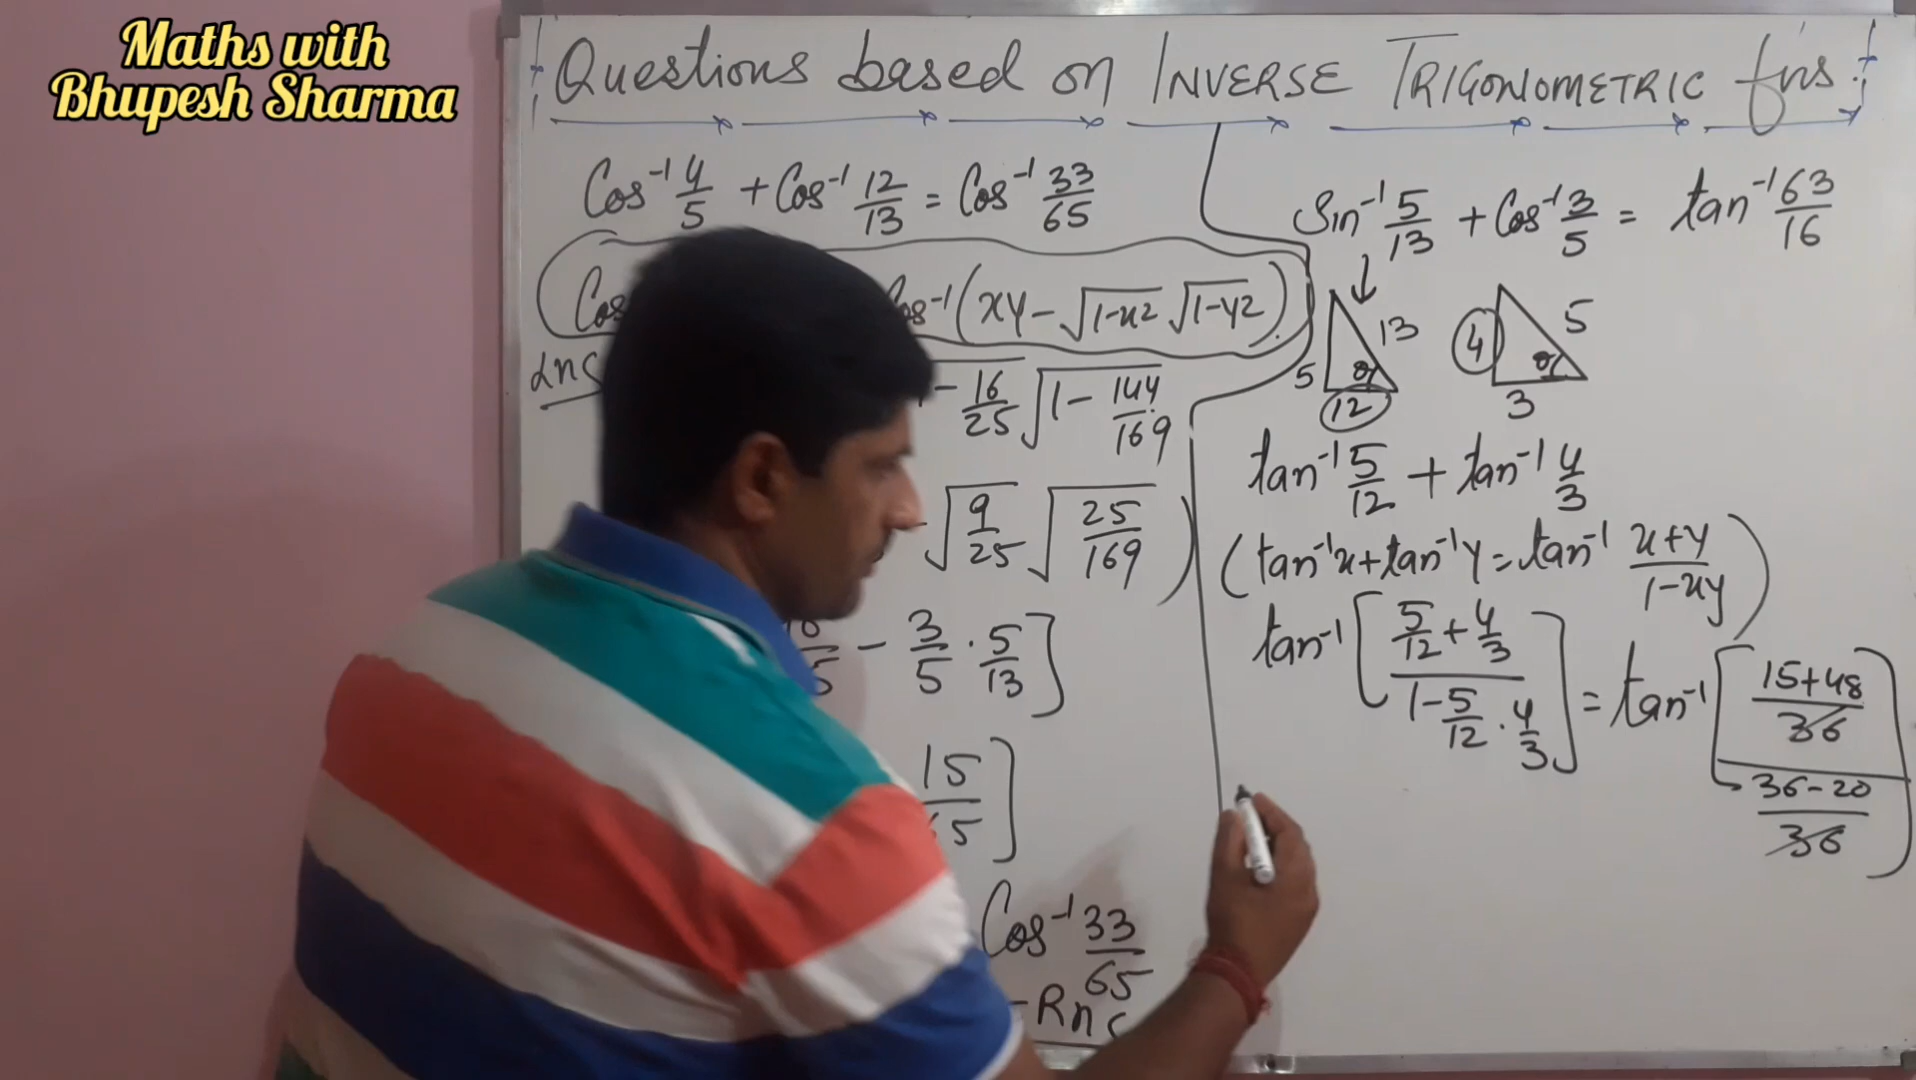 Maths with
Bhupesh Sharma
Questions based on INVERSE TRIGONOMETRIC fns.
Cos⁻¹ 4/5 + Cos⁻¹ 12/13 = Cos⁻¹ 33/65
Cos⁻¹(xy - √1-x² √1-y²)
LHS
- 16/25 √1 - 144/169
√9/25 √25/169 )
- 3/5 . 5/13 ]
15 ]
Cos⁻¹ 33/65
Sin⁻¹ 5/13 + Cos⁻¹ 3/5 = tan⁻¹ 63/16
5 13 12
4 5 3
tan⁻¹ 5/12 + tan⁻¹ 4/3
(tan⁻¹x + tan⁻¹y = tan⁻¹ x+y/1-xy)
tan⁻¹ [ 5/12 + 4/3 / 1 - 5/12 . 4/3 ] = tan⁻¹ [ 15+48/36 / 36-20/36 ]